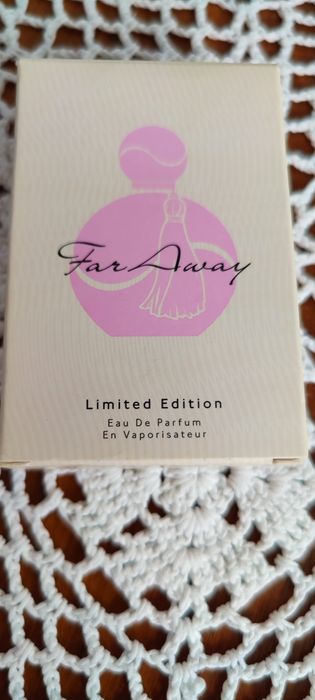 Far Away
Limited Edition
Eau De Parfum
En Vaporisateur